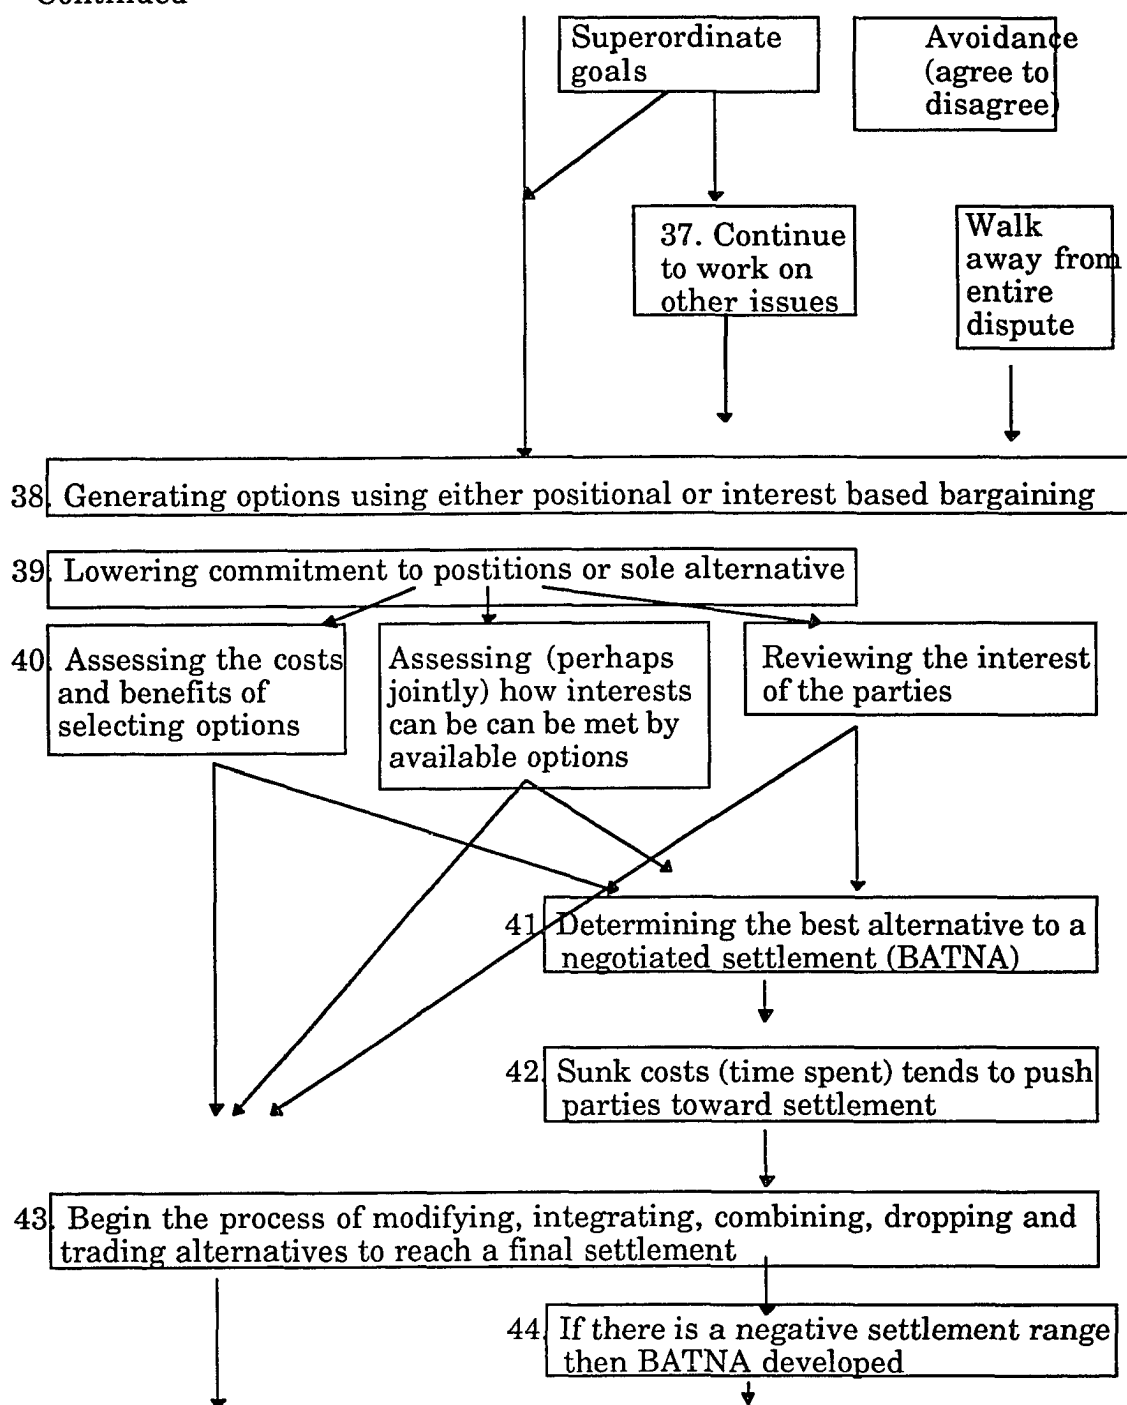 Continued
Superordinate
goals
Avoidance
(agree to
disagree)
37. Continue
to work on
other issues
Walk
away from
entire
dispute
38. Generating options using either positional or interest based bargaining
39. Lowering commitment to postitions or sole alternative
40. Assessing the costs
and benefits of
selecting options
Assessing (perhaps
jointly) how interests
can be can be met by
available options
Reviewing the interest
of the parties
41. Determining the best alternative to a
negotiated settlement (BATNA)
42. Sunk costs (time spent) tends to push
parties toward settlement
43. Begin the process of modifying, integrating, combining, dropping and
trading alternatives to reach a final settlement
44. If there is a negative settlement range
then BATNA developed